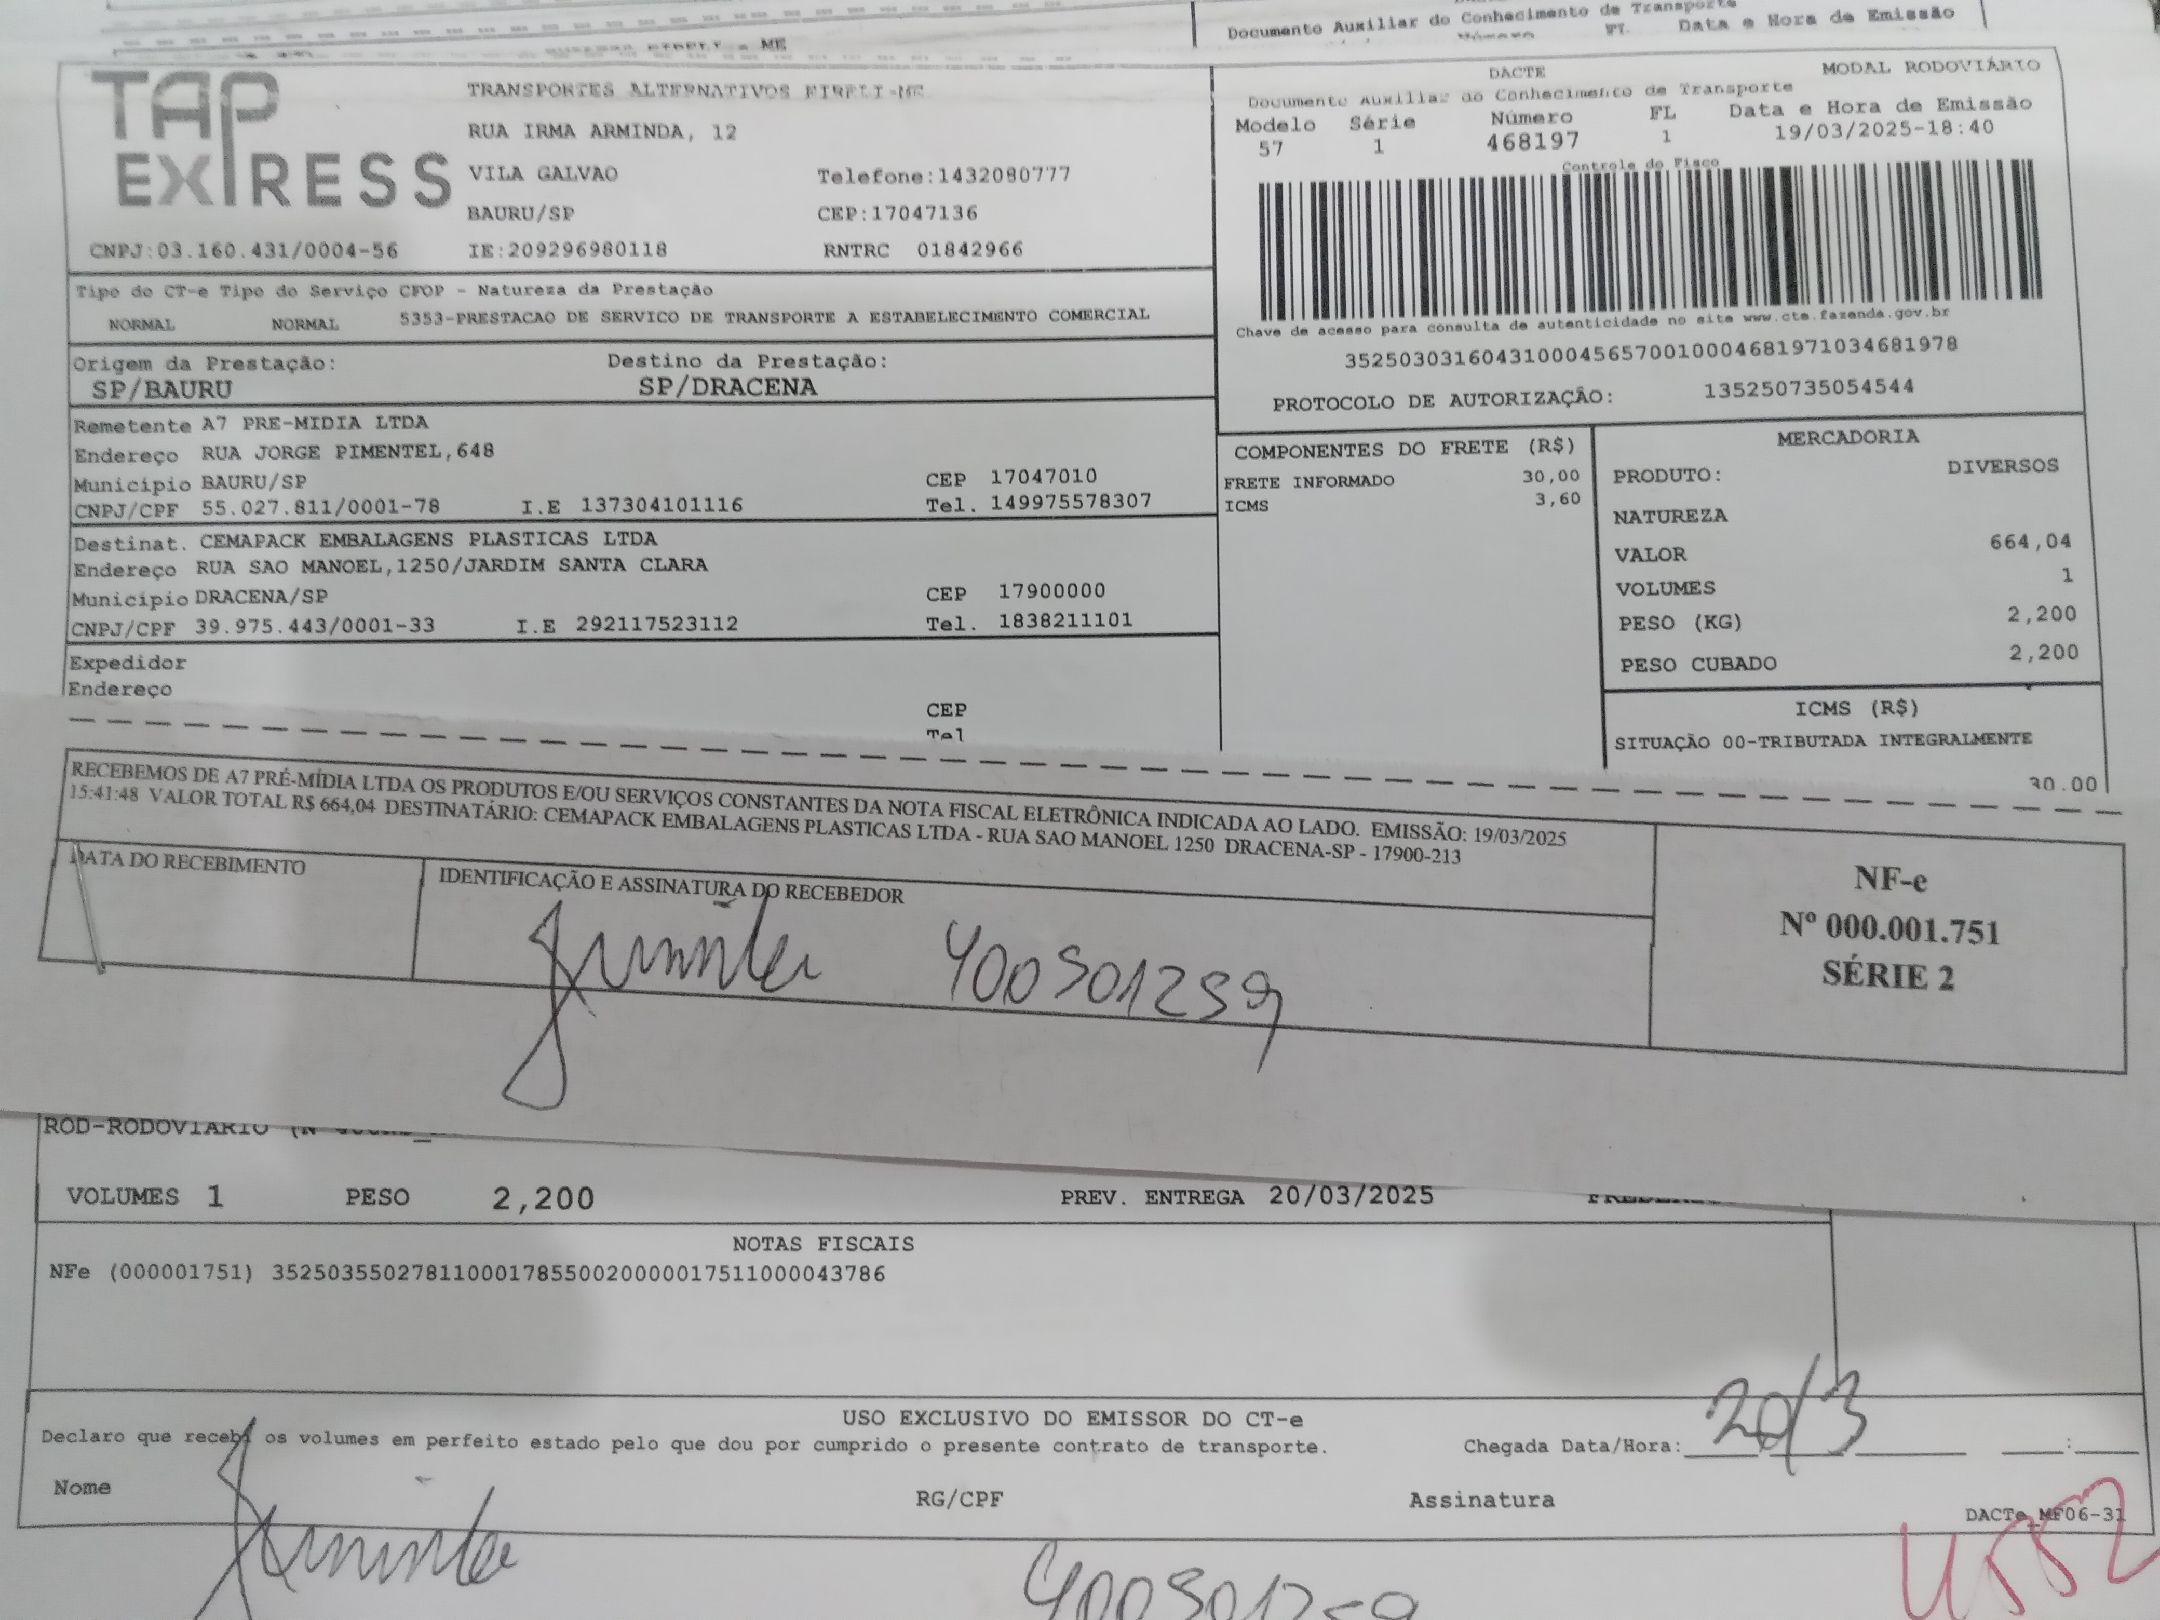 Documento Auxiliar do Conhecimento de Transporte
FL Data e Hora de Emissão
ME
TAP EXPRESS
TRANSPORTES ALTERNATIVOS EIRELI-ME
RUA IRMA ARMINDA, 12
VILA GALVAO Telefone:1432080777
BAURU/SP CEP:17047136
CNPJ:03.160.431/0004-56 IE:209296980118 RNTRC 01842966
DACTE MODAL RODOVIÁRIO
Documento Auxiliar do Conhecimento de Transporte
Modelo Série Número FL Data e Hora de Emissão
57 1 468197 1 19/03/2025-18:40
Controle do Fisco
Chave de acesso para consulta de autenticidade no site www.cte.fazenda.gov.br
35250303160431000456570010004681971034681978
PROTOCOLO DE AUTORIZAÇÃO: 135250735054544
Tipo do CT-e Tipo do Serviço CFOP - Natureza da Prestação
NORMAL NORMAL 5353-PRESTACAO DE SERVICO DE TRANSPORTE A ESTABELECIMENTO COMERCIAL
Origem da Prestação: Destino da Prestação:
SP/BAURU SP/DRACENA
Remetente A7 PRE-MIDIA LTDA
Endereço RUA JORGE PIMENTEL,648
Município BAURU/SP CEP 17047010
CNPJ/CPF 55.027.811/0001-78 I.E 137304101116 Tel. 149975578307
Destinat. CEMAPACK EMBALAGENS PLASTICAS LTDA
Endereço RUA SAO MANOEL,1250/JARDIM SANTA CLARA
Município DRACENA/SP CEP 17900000
CNPJ/CPF 39.975.443/0001-33 I.E 292117523112 Tel. 1838211101
Expedidor
Endereço
CEP
Tel
COMPONENTES DO FRETE (R$)
FRETE INFORMADO 30,00
ICMS 3,60
MERCADORIA
PRODUTO: DIVERSOS
NATUREZA
VALOR 664,04
VOLUMES 1
PESO (KG) 2,200
PESO CUBADO 2,200
ICMS (R$)
SITUAÇÃO 00-TRIBUTADA INTEGRALMENTE
30.00
RECEBEMOS DE A7 PRÉ-MÍDIA LTDA OS PRODUTOS E/OU SERVIÇOS CONSTANTES DA NOTA FISCAL ELETRÔNICA INDICADA AO LADO. EMISSÃO: 19/03/2025
15:41:48 VALOR TOTAL R$ 664,04 DESTINATÁRIO: CEMAPACK EMBALAGENS PLASTICAS LTDA - RUA SAO MANOEL 1250 DRACENA-SP - 17900-213
DATA DO RECEBIMENTO IDENTIFICAÇÃO E ASSINATURA DO RECEBEDOR
400301239
NF-e
Nº 000.001.751
SÉRIE 2
ROD-RODOVIÁRIO
VOLUMES 1 PESO 2,200 PREV. ENTREGA 20/03/2025
NOTAS FISCAIS
NFe (000001751) 35250355027811000178550020000017511000043786
USO EXCLUSIVO DO EMISSOR DO CT-e
Declaro que recebi os volumes em perfeito estado pelo que dou por cumprido o presente contrato de transporte. Chegada Data/Hora: 20/3
Nome RG/CPF Assinatura
DACTe_MF06-31